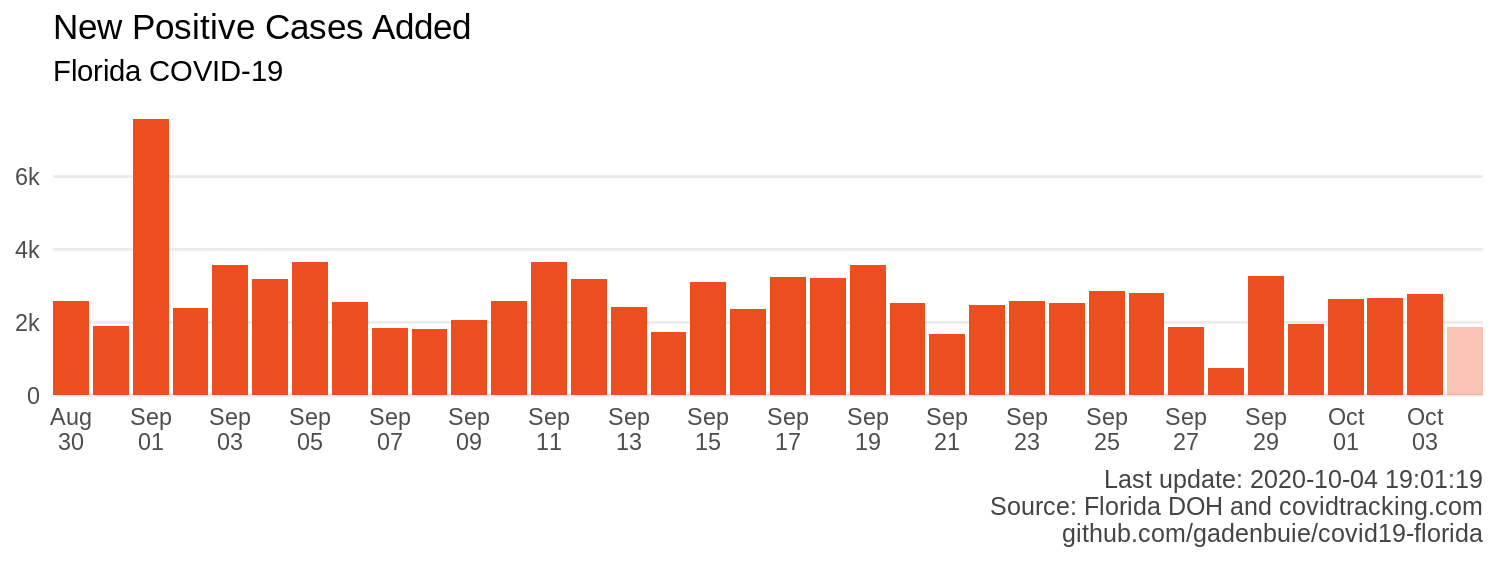 New Positive Cases Added
Florida COVID-19
6k
4k
2k
0
Aug Sep Sep Sep Sep Sep Sep Sep Sep Sep Sep Sep Sep Sep Sep Sep Oct Oct
30 01 03 05 07 09 11 13 15 17 19 21 23 25 27 29 01 03
Last update: 2020-10-04 19:01:19
Source: Florida DOH and covidtracking.com
github.com/gadenbuie/covid19-florida